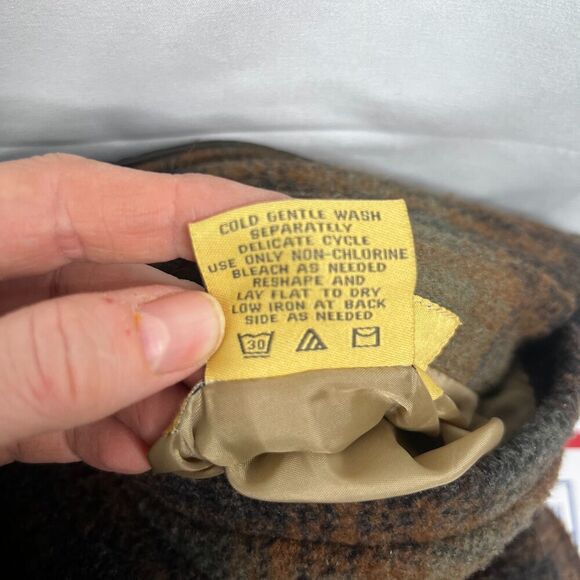 COLD GENTLE WASH
SEPARATELY
DELICATE CYCLE
USE ONLY NON-CHLORINE
BLEACH AS NEEDED
RESHAPE AND
LAY FLAT TO DRY
LOW IRON AT BACK
SIDE AS NEEDED
30